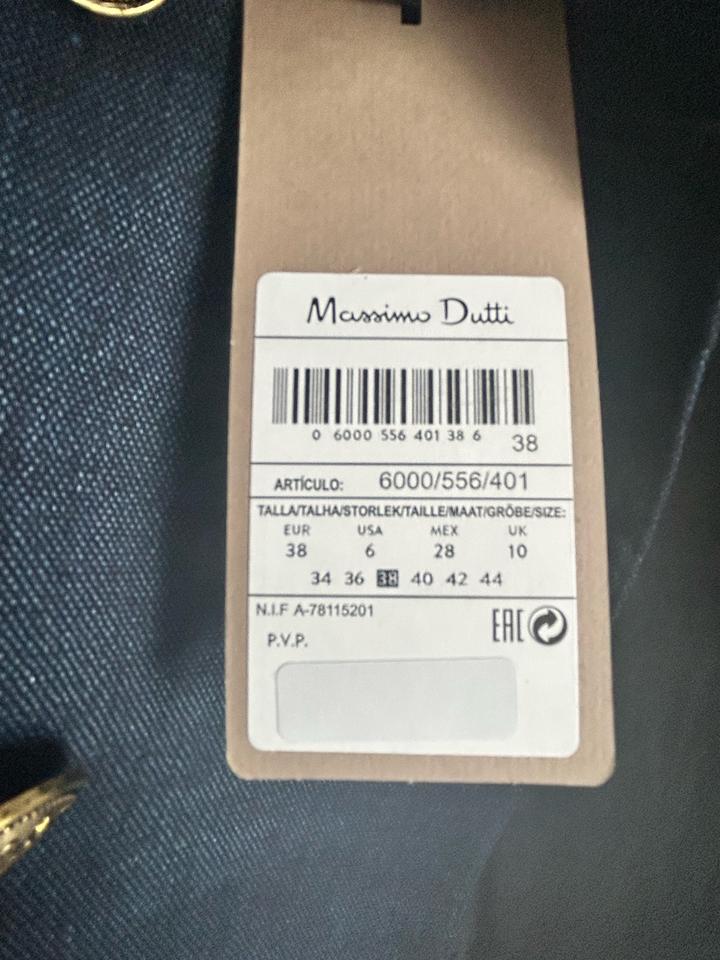 Massimo Dutti
0 6000 556 401 38 6
38
ARTÍCULO: 6000/556/401
TALLA/TALHA/STORLEK/TAILLE/MAAT/GRÖBE/SIZE:
EUR USA MEX UK
38 6 28 10
34 36 38 40 42 44
N.I.F A-78115201
P.V.P.
EAC